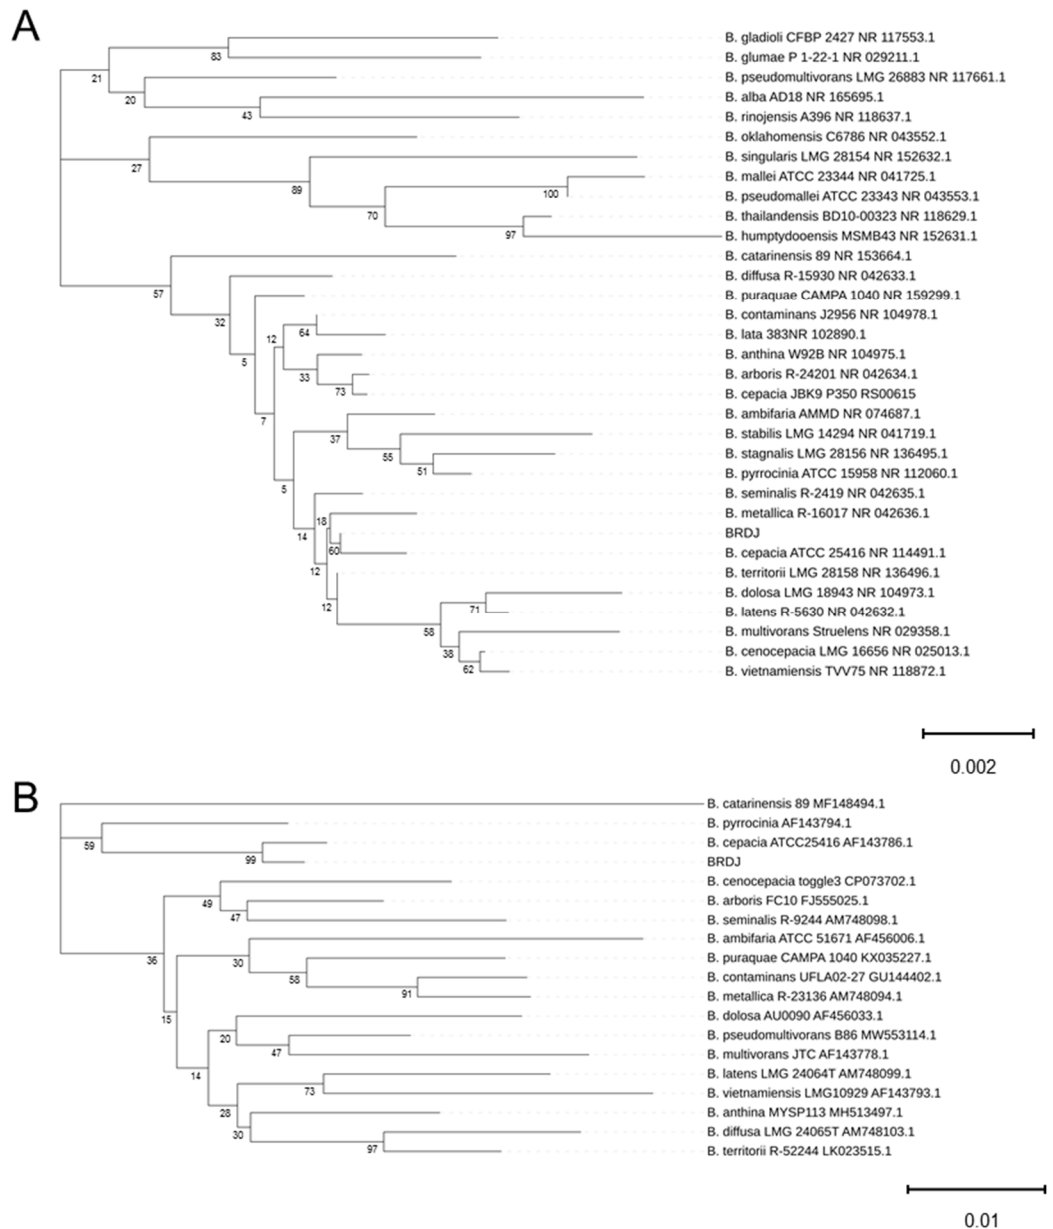 A
B. gladioli CFBP 2427 NR 117553.1
83
B. glumae P 1-22-1 NR 029211.1
21
B. pseudomultivorans LMG 26883 NR 117661.1
20
B. alba AD18 NR 165695.1
43
B. rinojensis A396 NR 118637.1
B. oklahomensis C6786 NR 043552.1
27
B. singularis LMG 28154 NR 152632.1
89
B. mallei ATCC 23344 NR 041725.1
100
B. pseudomallei ATCC 23343 NR 043553.1
70
B. thailandensis BD10-00323 NR 118629.1
97
B. humptydooensis MSMB43 NR 152631.1
B. catarinensis 89 NR 153664.1
57
B. diffusa R-15930 NR 042633.1
32
B. puraquae CAMPA 1040 NR 159299.1
5
B. contaminans J2956 NR 104978.1
12
64
B. lata 383NR 102890.1
B. anthina W92B NR 104975.1
33
B. arboris R-24201 NR 042634.1
73
B. cepacia JBK9 P350 RS00615
7
B. ambifaria AMMD NR 074687.1
37
B. stabilis LMG 14294 NR 041719.1
55
B. stagnalis LMG 28156 NR 136495.1
51
B. pyrrocinia ATCC 15958 NR 112060.1
5
B. seminalis R-2419 NR 042635.1
14
B. metallica R-16017 NR 042636.1
18
BRDJ
60
B. cepacia ATCC 25416 NR 114491.1
12
B. territorii LMG 28158 NR 136496.1
12
B. dolosa LMG 18943 NR 104973.1
71
B. latens R-5630 NR 042632.1
58
B. multivorans Struelens NR 029358.1
38
B. cenocepacia LMG 16656 NR 025013.1
62
B. vietnamiensis TVV75 NR 118872.1
0.002
B
B. catarinensis 89 MF148494.1
B. pyrrocinia AF143794.1
59
B. cepacia ATCC25416 AF143786.1
99
BRDJ
B. cenocepacia toggle3 CP073702.1
49
B. arboris FC10 FJ555025.1
47
B. seminalis R-9244 AM748098.1
36
B. ambifaria ATCC 51671 AF456006.1
30
B. puraquae CAMPA 1040 KX035227.1
58
B. contaminans UFLA02-27 GU144402.1
91
B. metallica R-23136 AM748094.1
15
B. dolosa AU0090 AF456033.1
20
B. pseudomultivorans B86 MW553114.1
47
B. multivorans JTC AF143778.1
14
B. latens LMG 24064T AM748099.1
73
B. vietnamiensis LMG10929 AF143793.1
28
B. anthina MYSP113 MH513497.1
30
B. diffusa LMG 24065T AM748103.1
97
B. territorii R-52244 LK023515.1
0.01